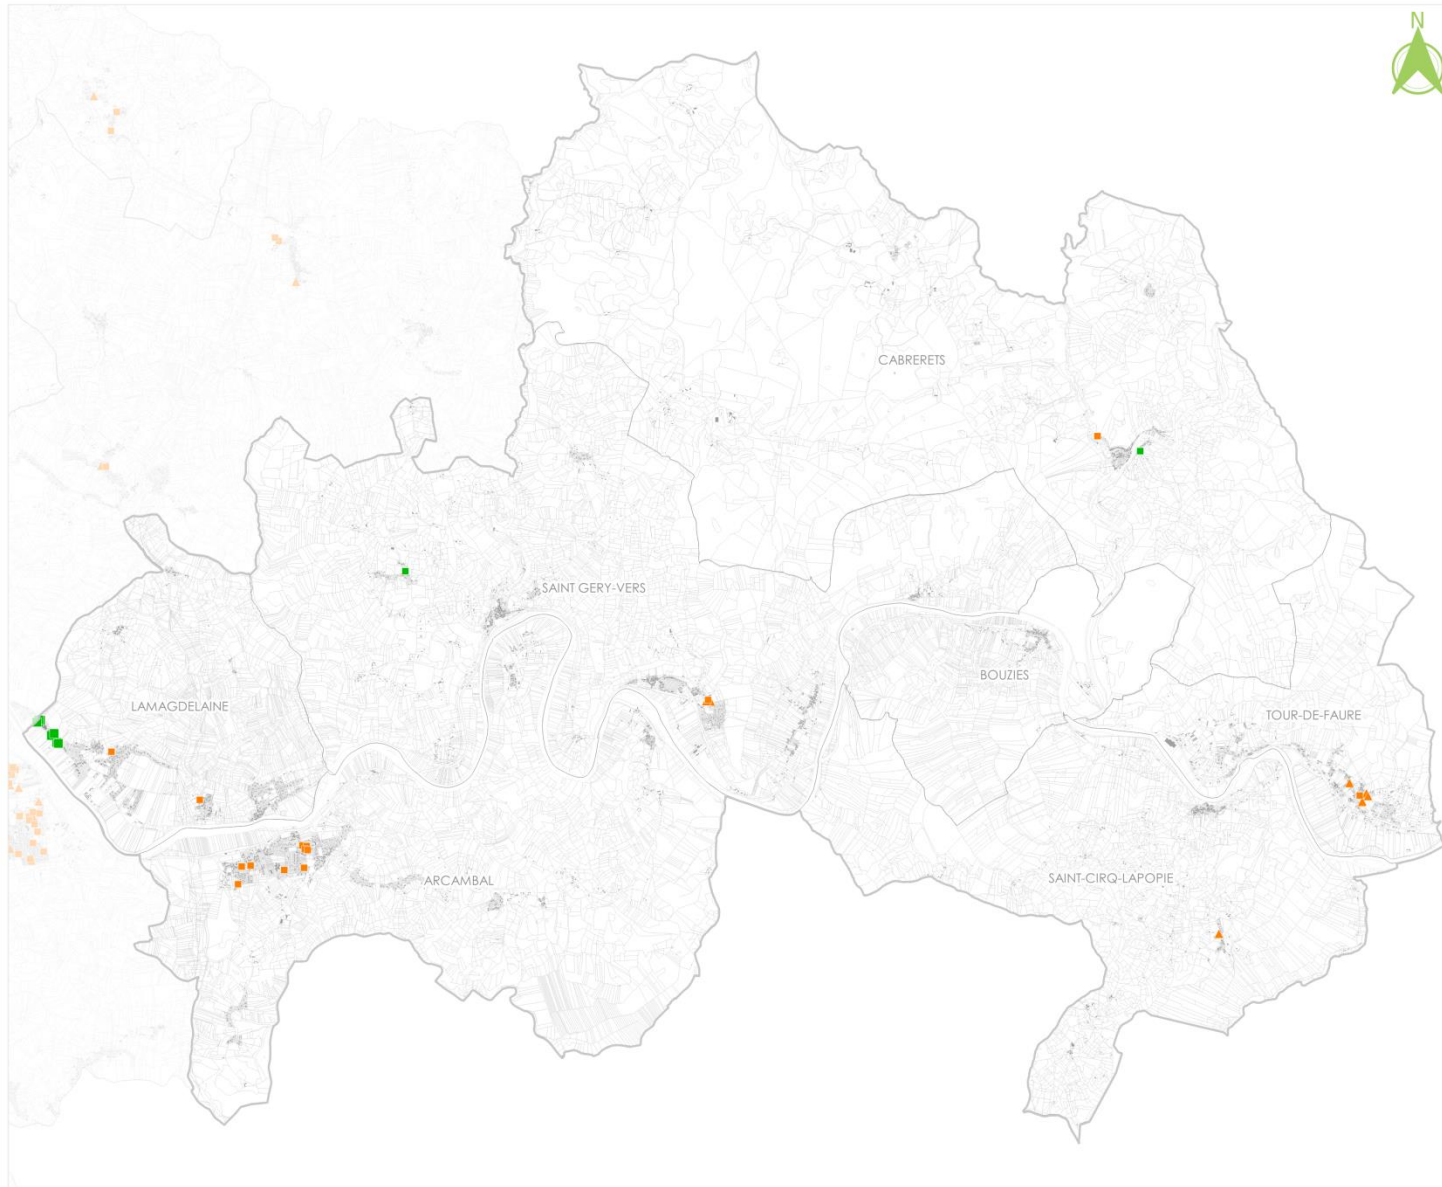 N
CABRERETS
SAINT GERY-VERS
BOUZIES
LAMAGDELAINE
TOUR-DE-FAURE
SAINT-CIRQ-LAPOPIE
ARCAMBAL